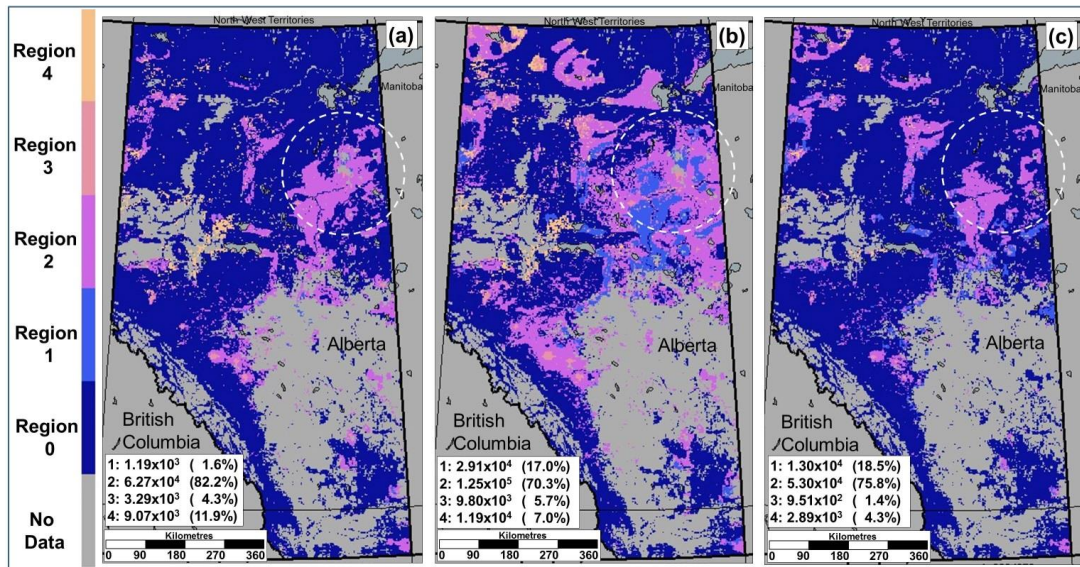 Region
4
Region
3
Region
2
Region
1
Region
0
No
Data
North West Territories
(a)
Manitoba
Alberta
British
Columbia
1: 1.19x10³ ( 1.6%)
2: 6.27x10⁴ (82.2%)
3: 3.29x10³ ( 4.3%)
4: 9.07x10³ (11.9%)
Kilometres
0 90 180 270 360
North West Territories
(b)
Manitoba
Alberta
British
Columbia
1: 2.91x10⁴ (17.0%)
2: 1.25x10⁵ (70.3%)
3: 9.80x10³ ( 5.7%)
4: 1.19x10⁴ ( 7.0%)
Kilometres
0 90 180 270 360
North West Territories
(c)
Manitoba
Alberta
British
Columbia
1: 1.30x10⁴ (18.5%)
2: 5.30x10⁴ (75.8%)
3: 9.51x10² ( 1.4%)
4: 2.89x10³ ( 4.3%)
Kilometres
0 90 180 270 360